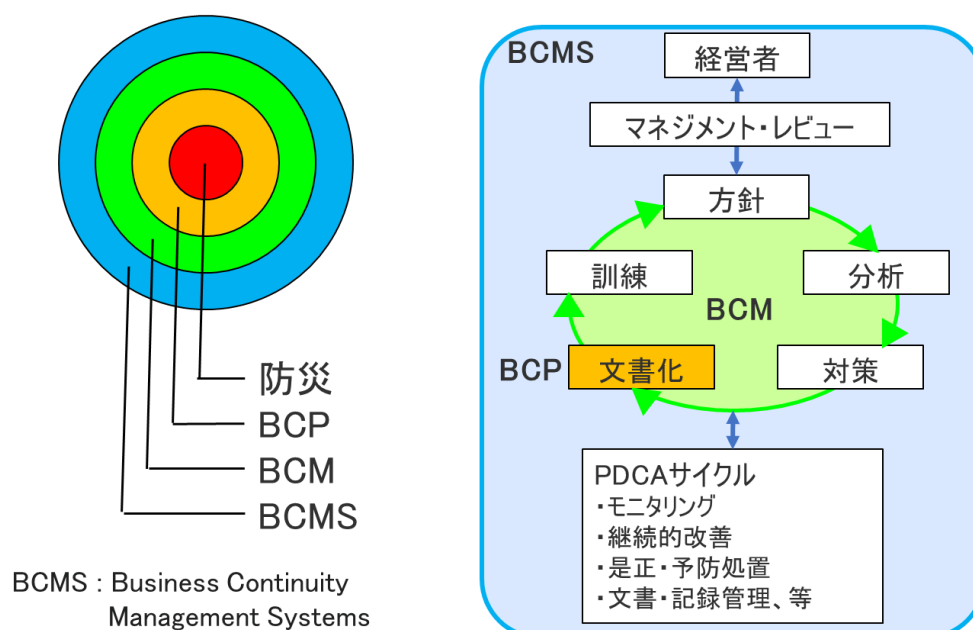 防災
BCP
BCM
BCMS
BCMS : Business Continuity
Management Systems
BCMS
経営者
マネジメント・レビュー
方針
訓練
分析
BCM
BCP
文書化
対策
PDCAサイクル
・モニタリング
・継続的改善
・是正・予防処置
・文書・記録管理、等